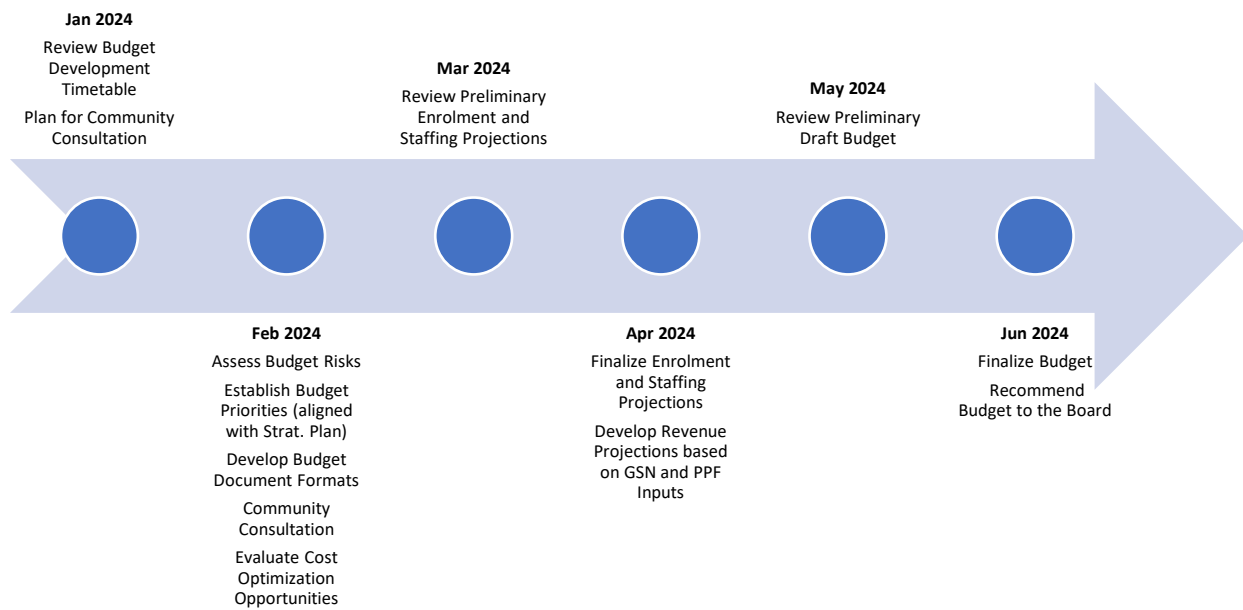 Jan 2024
Review Budget
Development
Timetable
Plan for Community
Consultation
Feb 2024
Assess Budget Risks
Establish Budget
Priorities (aligned
with Strat. Plan)
Develop Budget
Document Formats
Community
Consultation
Evaluate Cost
Optimization
Opportunities
Mar 2024
Review Preliminary
Enrolment and
Staffing Projections
Apr 2024
Finalize Enrolment
and Staffing
Projections
Develop Revenue
Projections based
on GSN and PPF
Inputs
May 2024
Review Preliminary
Draft Budget
Jun 2024
Finalize Budget
Recommend
Budget to the Board